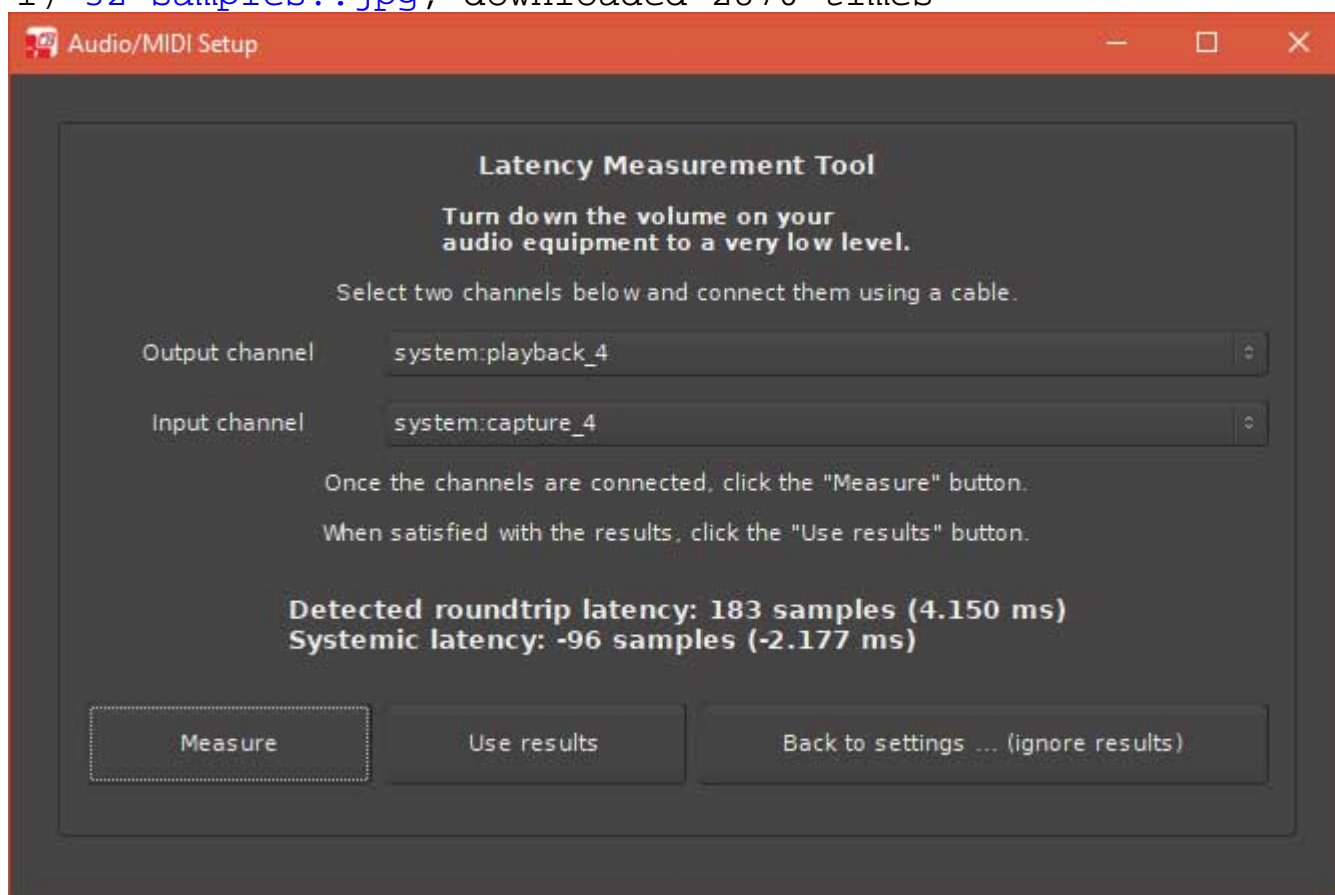 Audio/MIDI Setup
Latency Measurement Tool
Turn down the volume on your
audio equipment to a very low level.
Select two channels below and connect them using a cable.
Output channel system:playback_4
Input channel system:capture_4
Once the channels are connected, click the "Measure" button.
When satisfied with the results, click the "Use results" button.
Detected roundtrip latency: 183 samples (4.150 ms)
Systemic latency: -96 samples (-2.177 ms)
Measure Use results Back to settings ... (ignore results)